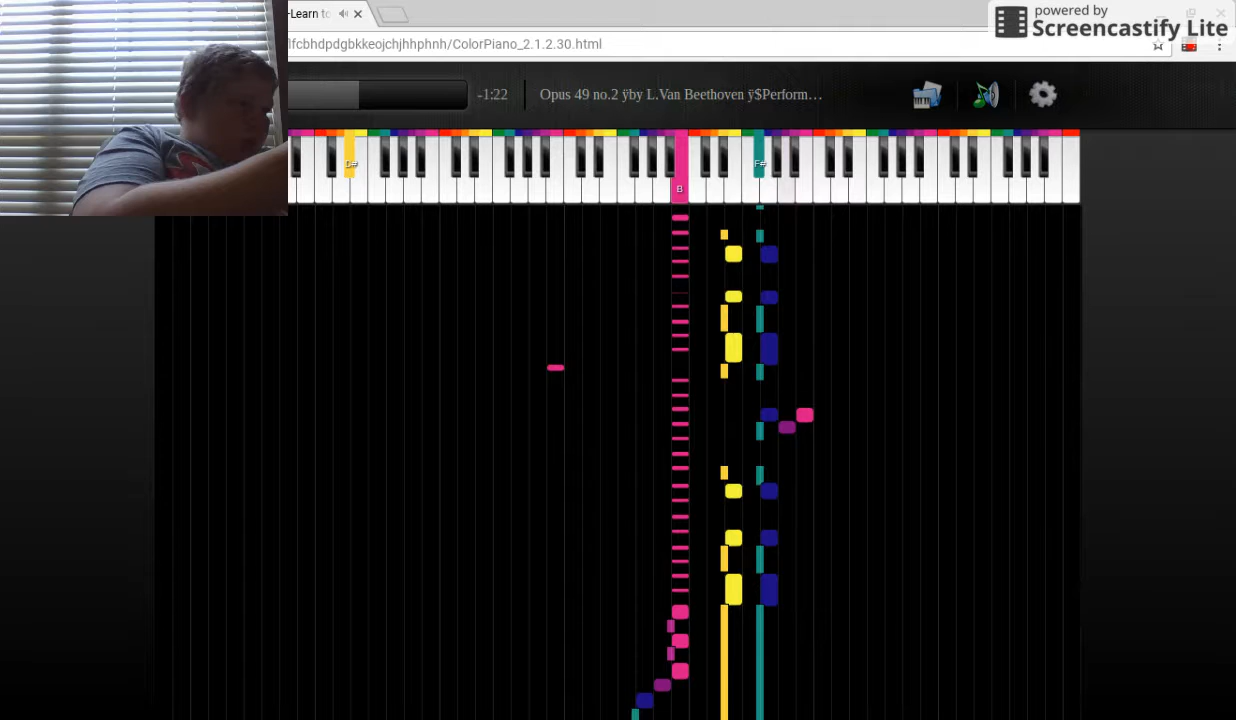 -Learn to
powered by
Screencastify Lite
lfcbhdpdgbkkeojchjhhphnh/ColorPiano_2.1.2.30.html
-1:22
Opus 49 no.2 ÿby L.Van Beethoven ÿ$Perform…
D#
F#
B